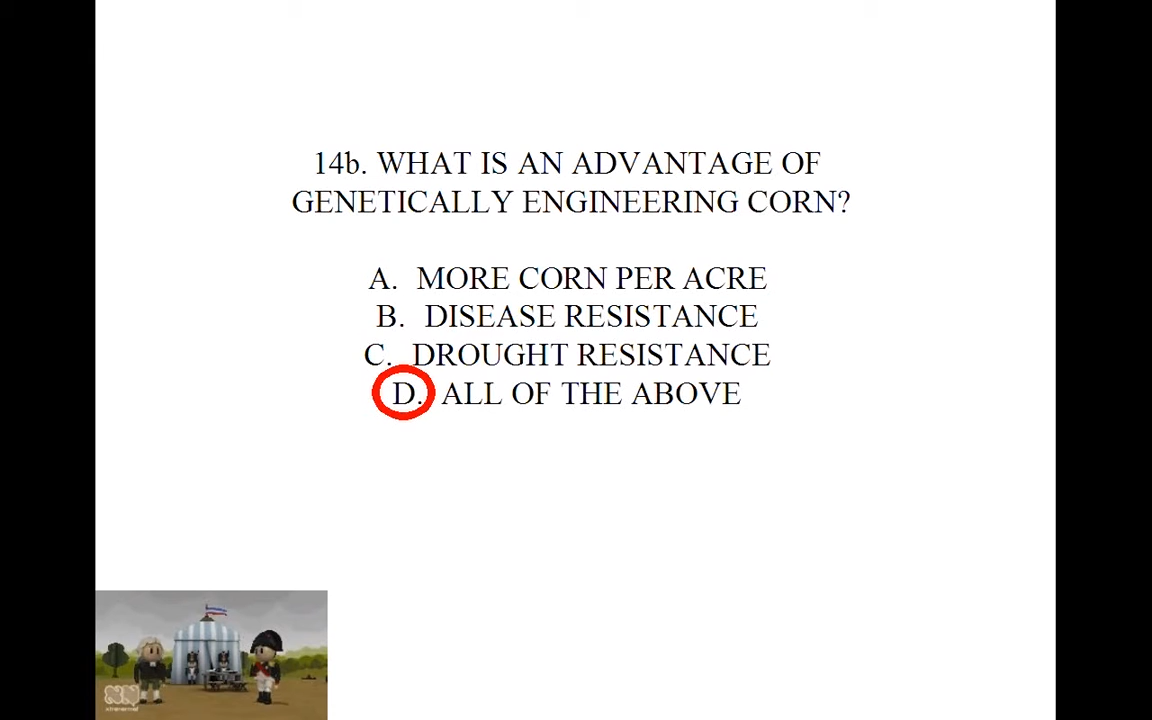 14b. WHAT IS AN ADVANTAGE OF
GENETICALLY ENGINEERING CORN?
A. MORE CORN PER ACRE
B. DISEASE RESISTANCE
C. DROUGHT RESISTANCE
D. ALL OF THE ABOVE